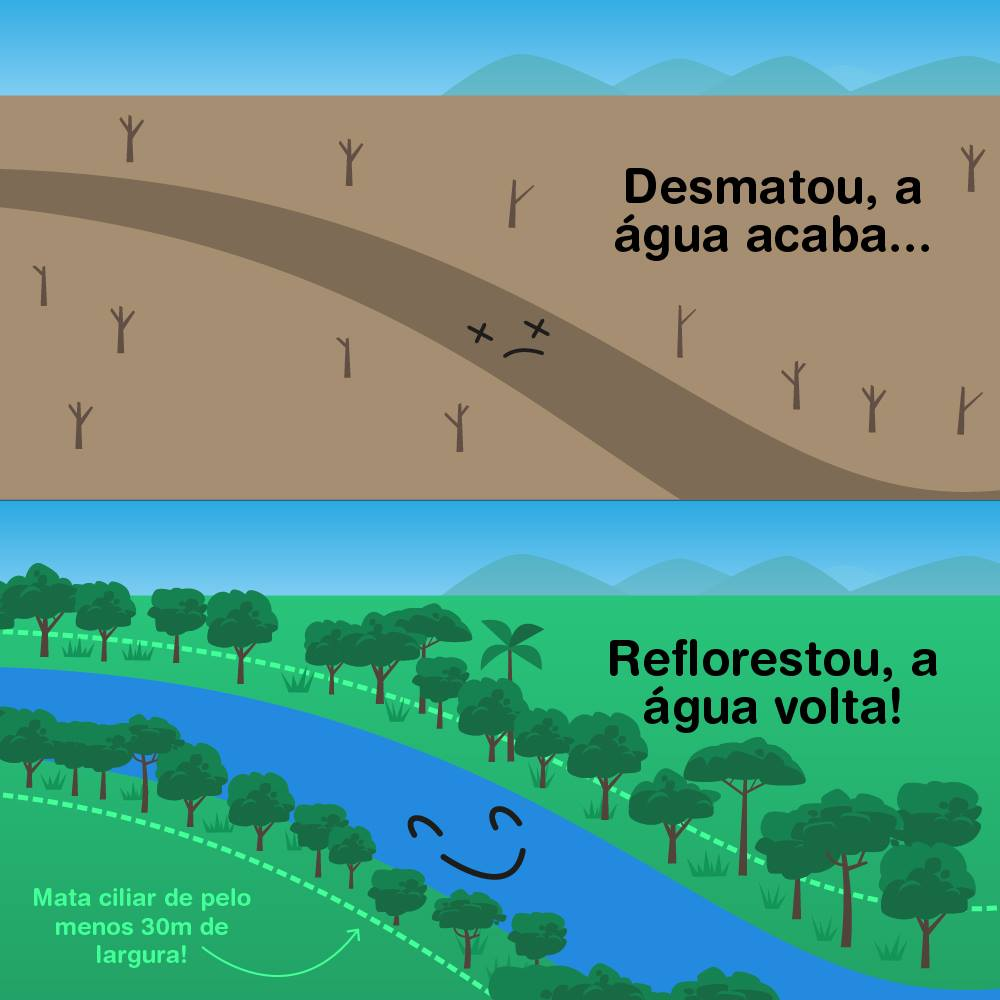 Desmatou, a
água acaba...
Reflorestou, a
água volta!
Mata ciliar de pelo
menos 30m de
largura!